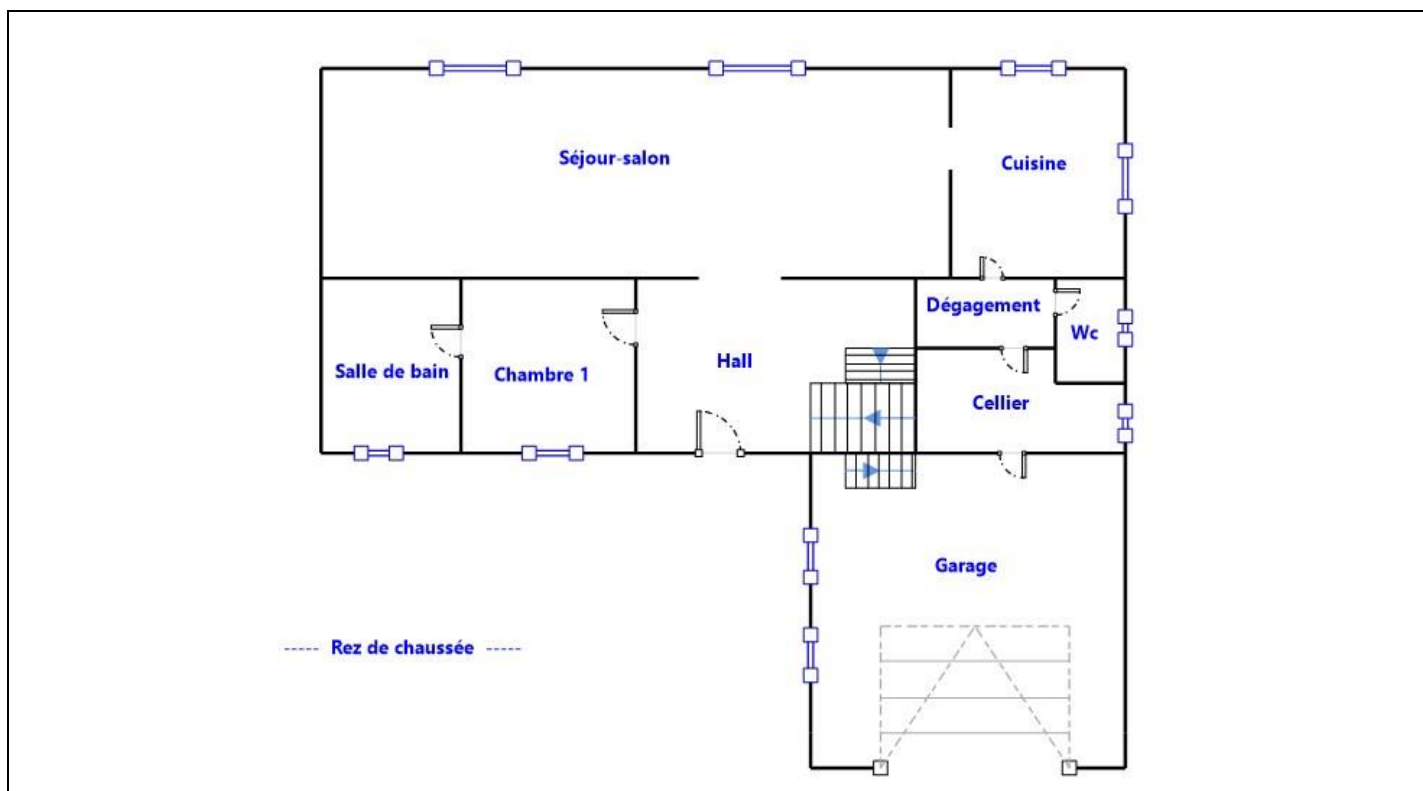 Séjour-salon
Cuisine
Dégagement
Wc
Salle de bain
Chambre 1
Hall
Cellier
Garage
Rez de chaussée